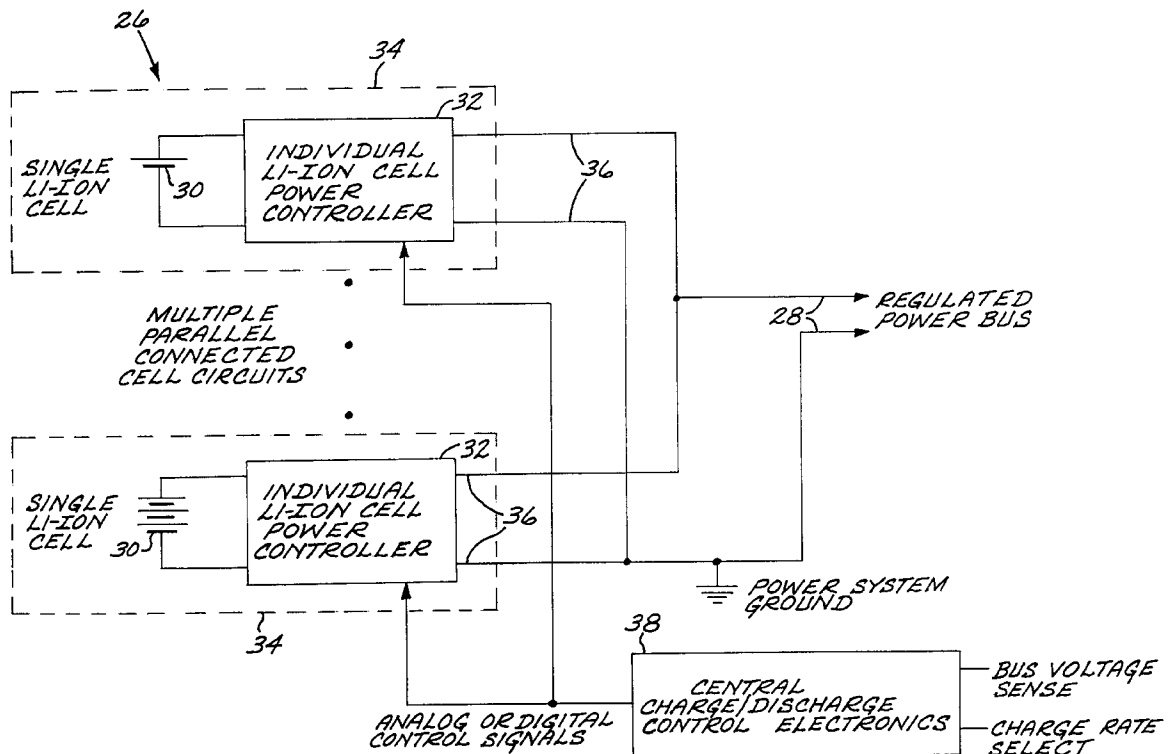 26
34
32
SINGLE
LI-ION
CELL
30
INDIVIDUAL
LI-ION CELL
POWER
CONTROLLER
36
MULTIPLE
PARALLEL
CONNECTED
CELL CIRCUITS
28
REGULATED
POWER BUS
32
SINGLE
LI-ION
CELL
30
INDIVIDUAL
LI-ION CELL
POWER
CONTROLLER
36
34
POWER SYSTEM
GROUND
38
CENTRAL
CHARGE/DISCHARGE
CONTROL ELECTRONICS
BUS VOLTAGE
SENSE
CHARGE RATE
SELECT
ANALOG OR DIGITAL
CONTROL SIGNALS